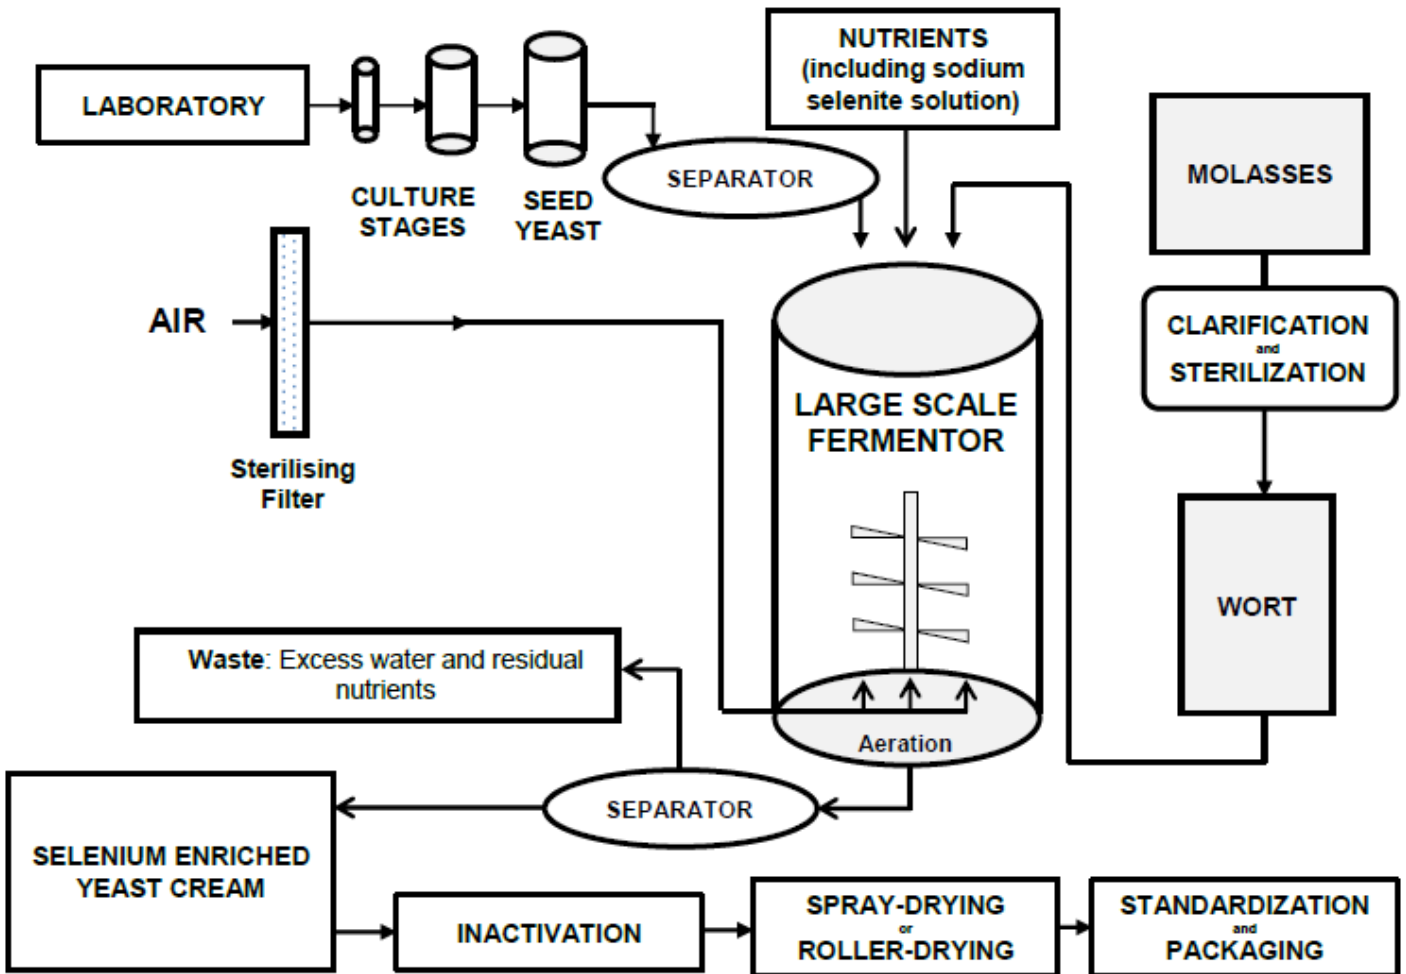 LABORATORY
CULTURE
STAGES
SEED
YEAST
SEPARATOR
NUTRIENTS
(including sodium
selenite solution)
MOLASSES
CLARIFICATION
and
STERILIZATION
WORT
AIR
Sterilising
Filter
LARGE SCALE
FERMENTOR
Aeration
Waste: Excess water and residual
nutrients
SEPARATOR
SELENIUM ENRICHED
YEAST CREAM
INACTIVATION
SPRAY-DRYING
or
ROLLER-DRYING
STANDARDIZATION
and
PACKAGING